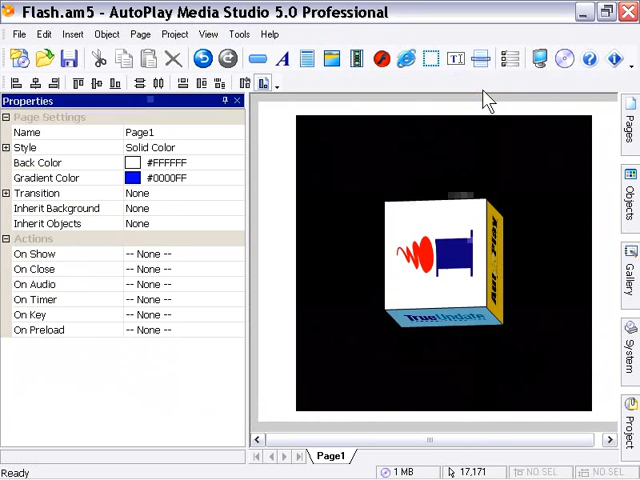 Flash.am5 - AutoPlay Media Studio 5.0 Professional
File Edit Insert Object Page Project View Tools Help
Properties
Page Settings
Name Page1
Style Solid Color
Back Color #FFFFFF
Gradient Color #0000FF
Transition None
Inherit Background None
Inherit Objects None
Actions
On Show -- None --
On Close -- None --
On Audio -- None --
On Timer -- None --
On Key -- None --
On Preload -- None --
AutoPlay
TrueUpdate
Pages
Objects
Gallery
System
Project
Page1
Ready
1 MB
17,171
NO SEL
NO SEL